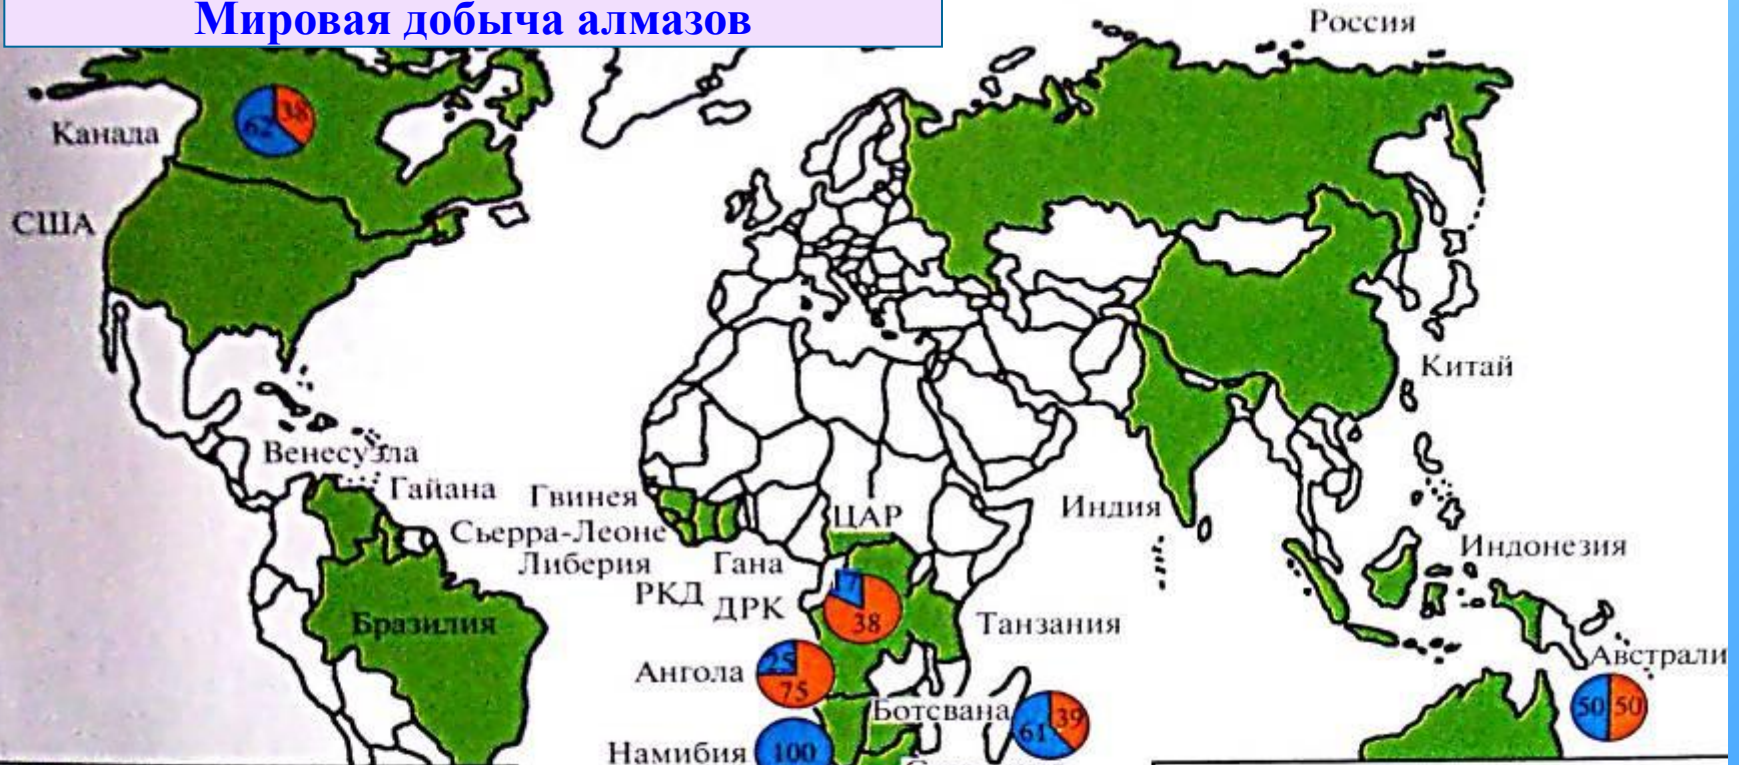 Мировая добыча алмазов
Россия
38
62
Канада
США
Китай
Венесуэла
Гайана
Гвинея
ЦАР
Индия
Сьерра-Леоне
Либерия
Гана
Индонезия
РКД
ДРК
38
Танзания
Бразилия
Ангола
25
75
Австрали
Ботсвана
61
39
50
50
Намибия
100